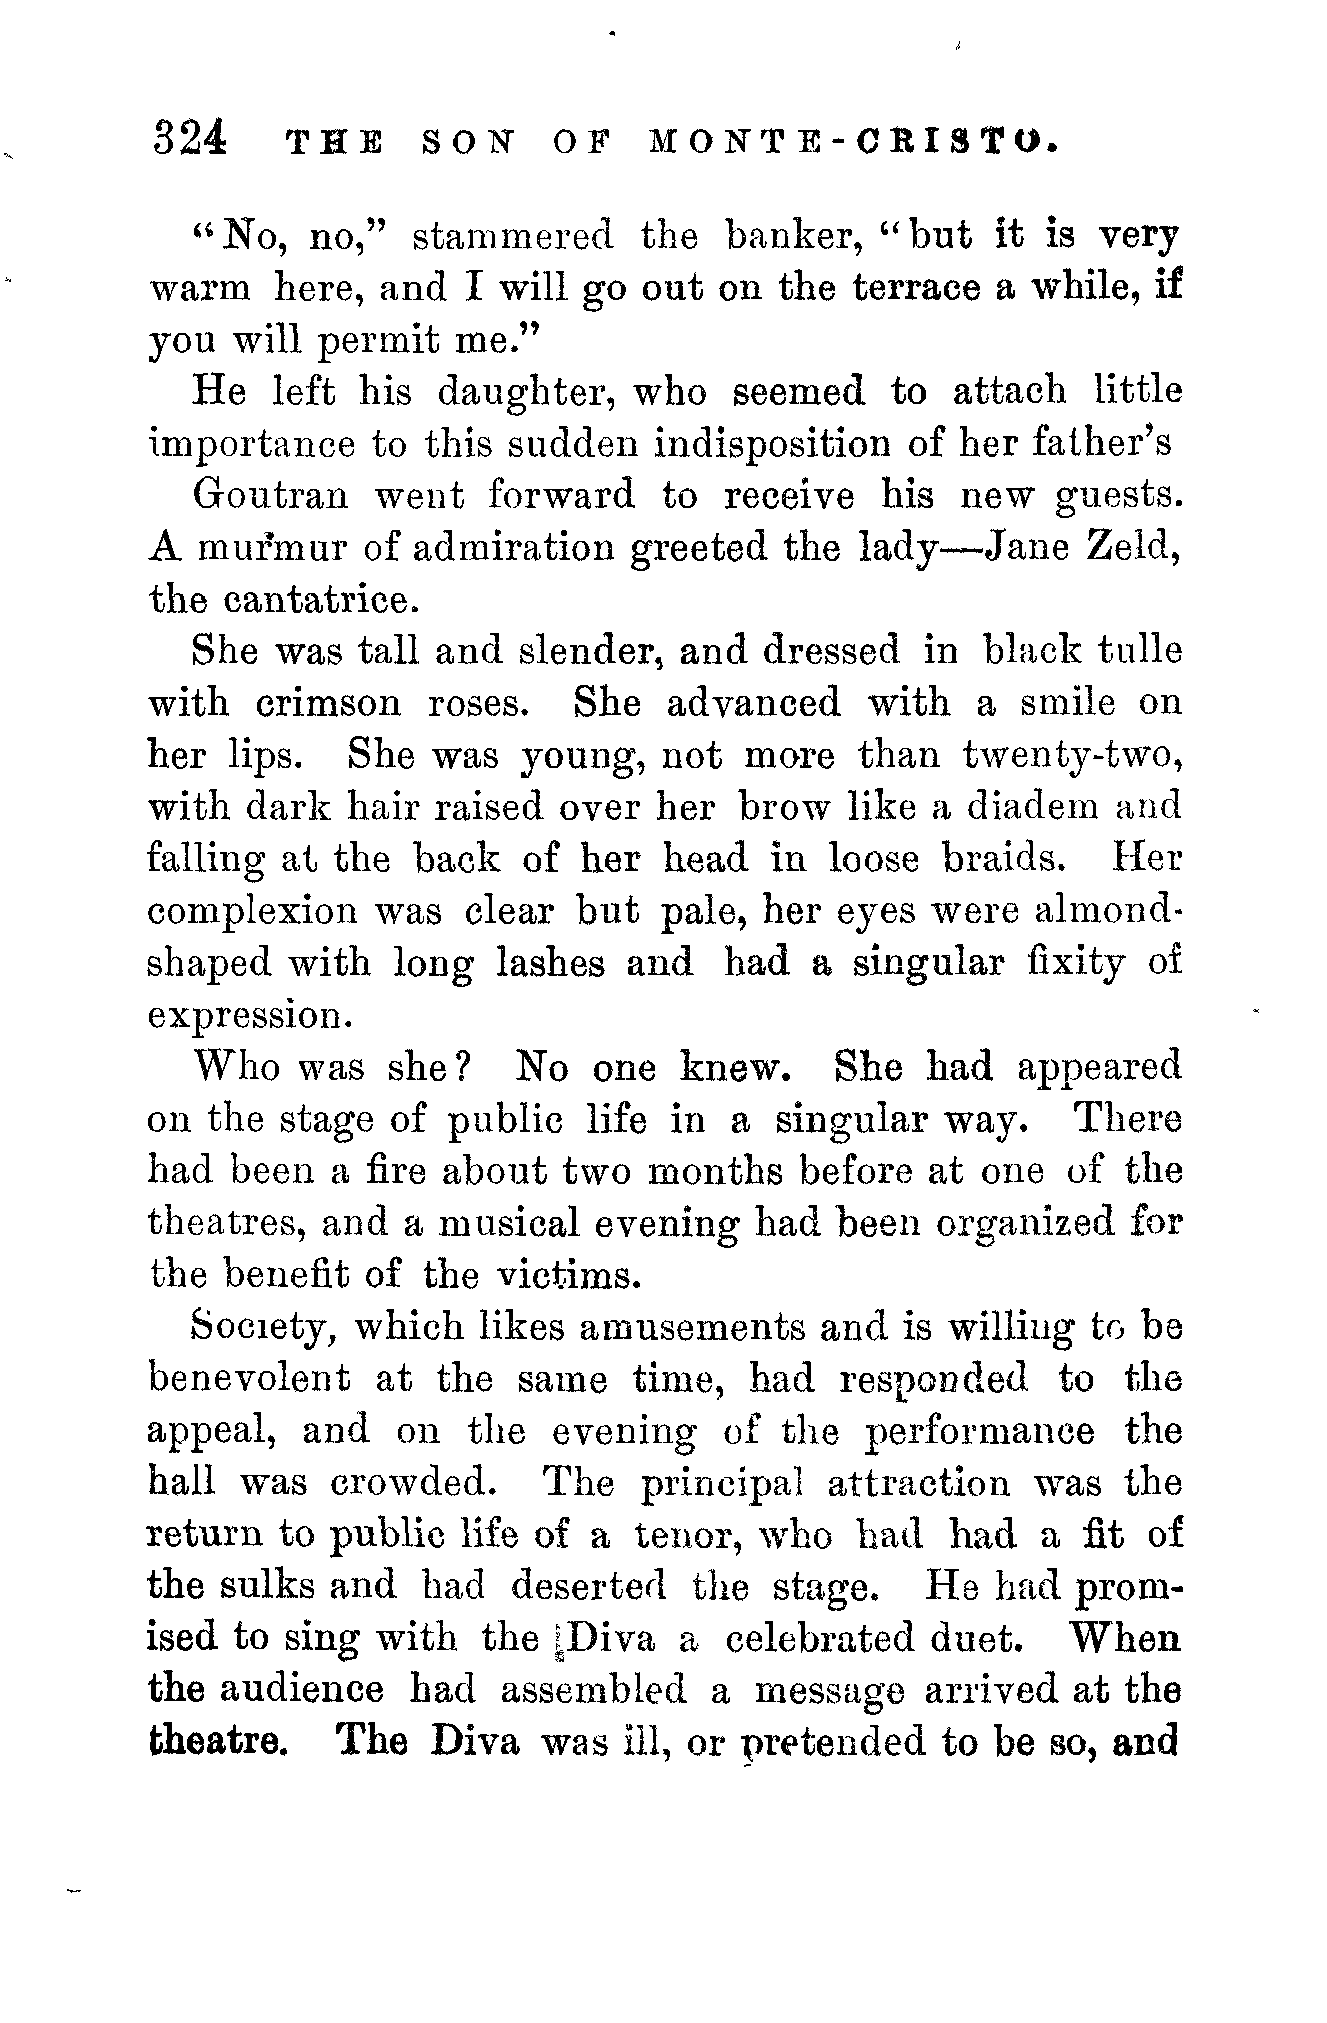 324 THE SON OF MONTE-CRISTO.
"No, no," stammered the banker, "but it is very
warm here, and I will go out on the terrace a while, if
you will permit me."
He left his daughter, who seemed to attach little
importance to this sudden indisposition of her father's
Goutran went forward to receive his new guests.
A murmur of admiration greeted the lady—Jane Zeld,
the cantatrice.
She was tall and slender, and dressed in black tulle
with crimson roses. She advanced with a smile on
her lips. She was young, not more than twenty-two,
with dark hair raised over her brow like a diadem and
falling at the back of her head in loose braids. Her
complexion was clear but pale, her eyes were almond-
shaped with long lashes and had a singular fixity of
expression.
Who was she? No one knew. She had appeared
on the stage of public life in a singular way. There
had been a fire about two months before at one of the
theatres, and a musical evening had been organized for
the benefit of the victims.
Society, which likes amusements and is willing to be
benevolent at the same time, had responded to the
appeal, and on the evening of the performance the
hall was crowded. The principal attraction was the
return to public life of a tenor, who had had a fit of
the sulks and had deserted the stage. He had prom-
ised to sing with the Diva a celebrated duet. When
the audience had assembled a message arrived at the
theatre. The Diva was ill, or pretended to be so, and